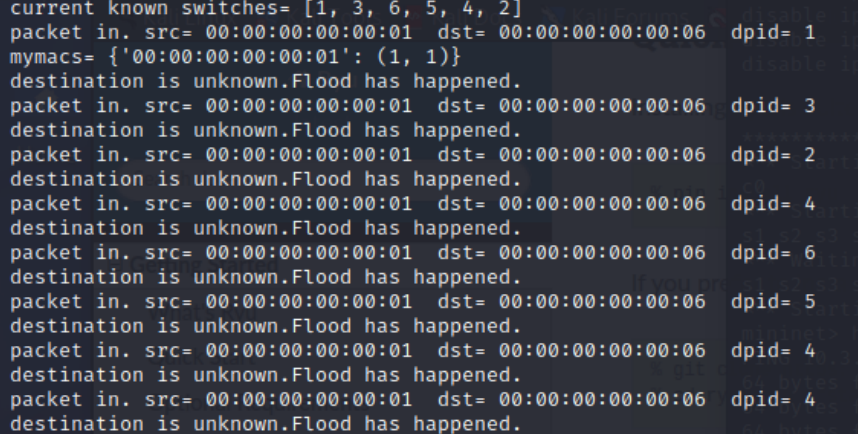 current known switches= [1, 3, 6, 5, 4, 2]
packet in. src= 00:00:00:00:00:01  dst= 00:00:00:00:00:06  dpid= 1
mymacs= {'00:00:00:00:00:01': (1, 1)}
destination is unknown.Flood has happened.
packet in. src= 00:00:00:00:00:01  dst= 00:00:00:00:00:06  dpid= 3
destination is unknown.Flood has happened.
packet in. src= 00:00:00:00:00:01  dst= 00:00:00:00:00:06  dpid= 2
destination is unknown.Flood has happened.
packet in. src= 00:00:00:00:00:01  dst= 00:00:00:00:00:06  dpid= 4
destination is unknown.Flood has happened.
packet in. src= 00:00:00:00:00:01  dst= 00:00:00:00:00:06  dpid= 6
destination is unknown.Flood has happened.
packet in. src= 00:00:00:00:00:01  dst= 00:00:00:00:00:06  dpid= 5
destination is unknown.Flood has happened.
packet in. src= 00:00:00:00:00:01  dst= 00:00:00:00:00:06  dpid= 4
destination is unknown.Flood has happened.
packet in. src= 00:00:00:00:00:01  dst= 00:00:00:00:00:06  dpid= 4
destination is unknown.Flood has happened.